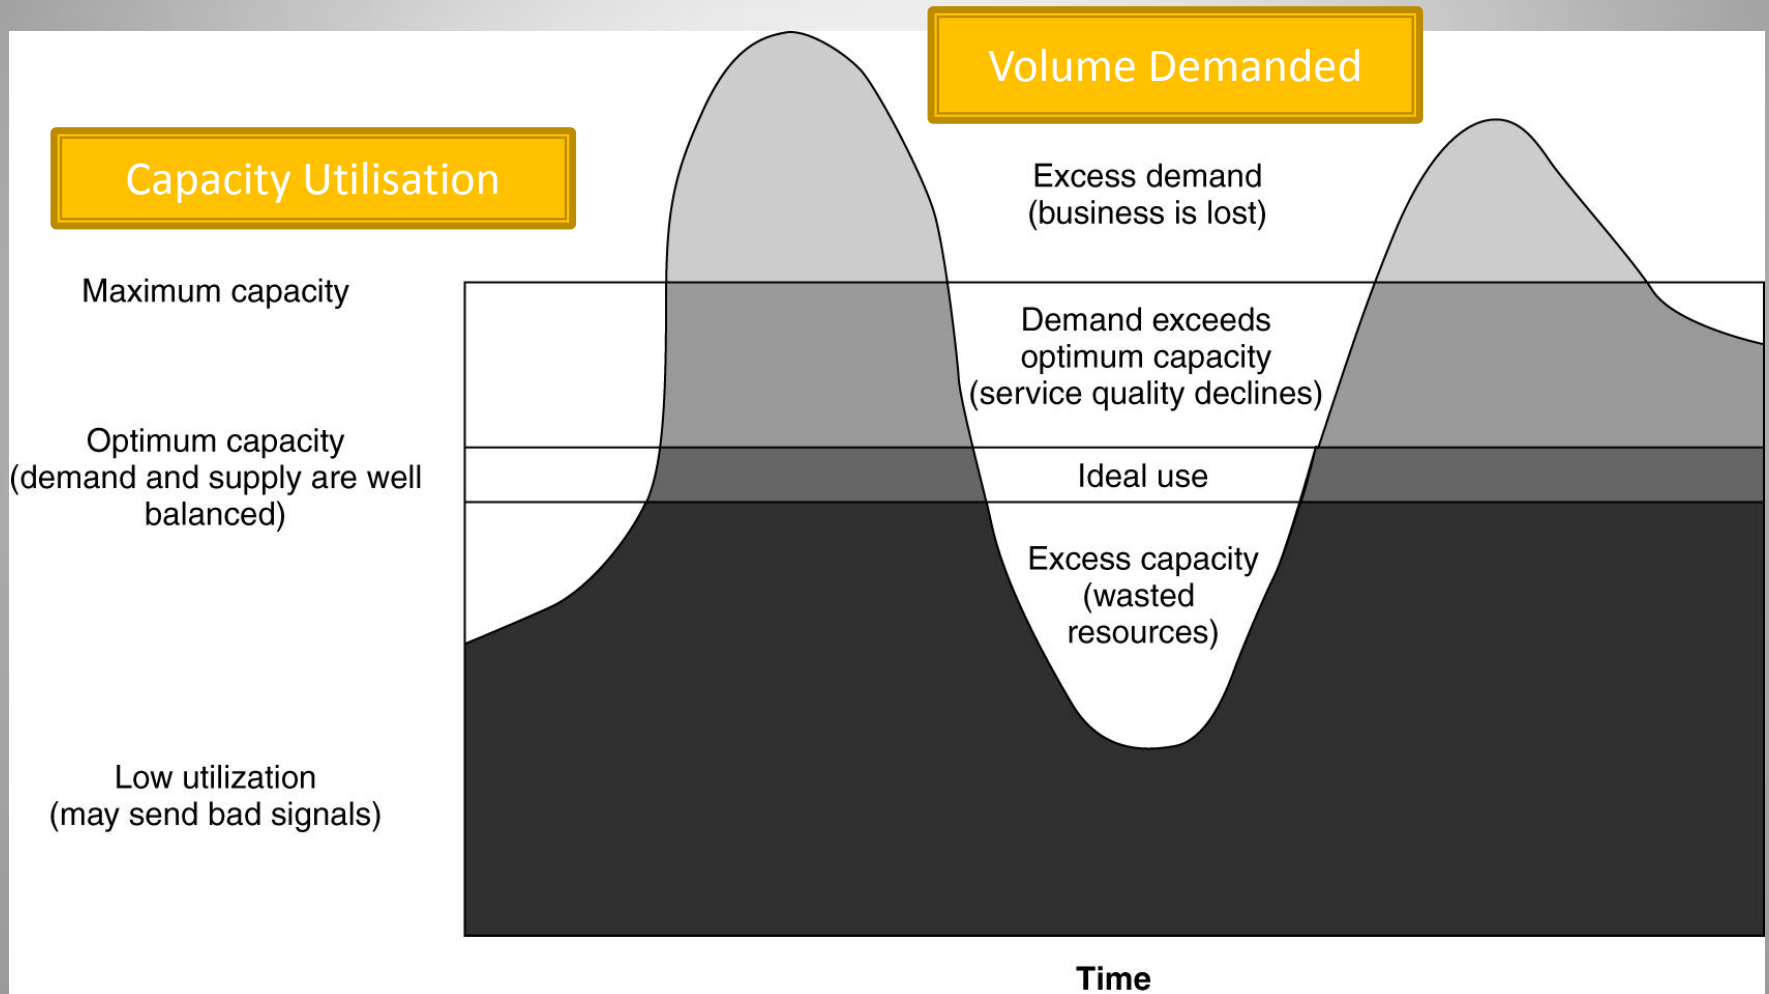 Volume Demanded
Capacity Utilisation
Excess demand
(business is lost)
Maximum capacity
Demand exceeds
optimum capacity
(service quality declines)
Optimum capacity
(demand and supply are well
balanced)
Ideal use
Excess capacity
(wasted
resources)
Low utilization
(may send bad signals)
Time